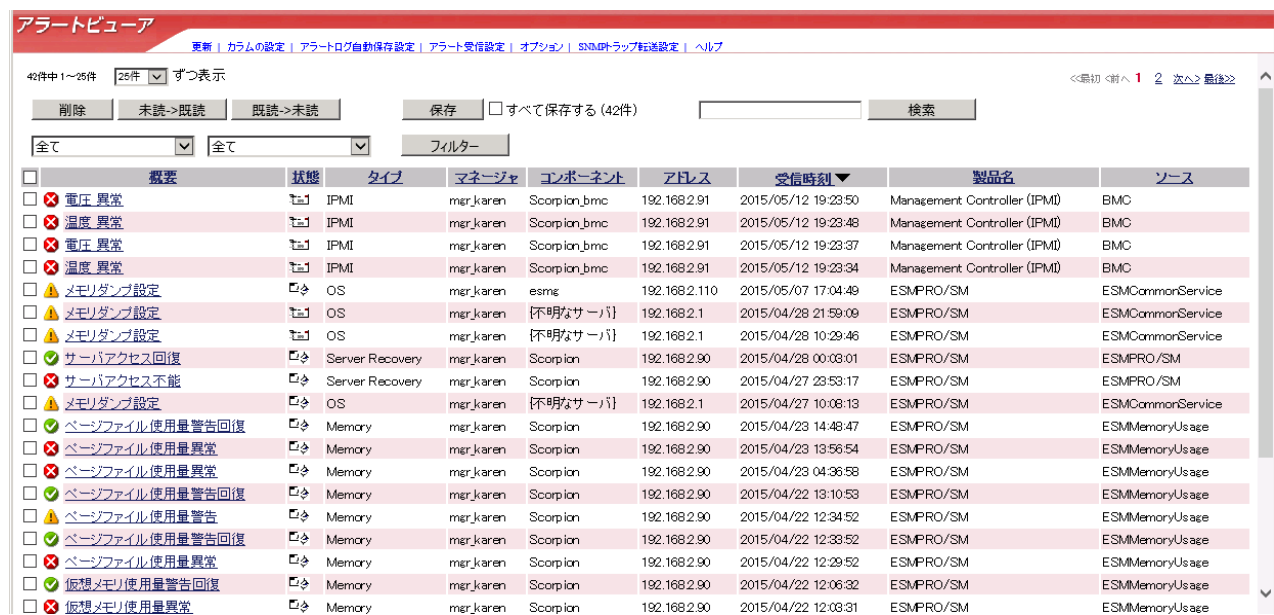 アラートビューア
更新 | カラムの設定 | アラートログ自動保存設定 | アラート受信設定 | オプション | SNMPトラップ転送設定 | ヘルプ
42件中 1～25件 25件 ずつ表示 <<最初 <前へ 1 2 次へ> 最後>>
削除 未読->既読 既読->未読 保存 すべて保存する (42件) 検索
全て 全て フィルター
概要 状態 タイプ マネージャ コンポーネント アドレス 受信時刻▼ 製品名 ソース
電圧 異常 IPMI mgr_karen Scorpion_bmc 192.168.2.91 2015/05/12 19:23:50 Management Controller (IPMI) BMC
温度 異常 IPMI mgr_karen Scorpion_bmc 192.168.2.91 2015/05/12 19:23:48 Management Controller (IPMI) BMC
電圧 異常 IPMI mgr_karen Scorpion_bmc 192.168.2.91 2015/05/12 19:23:37 Management Controller (IPMI) BMC
温度 異常 IPMI mgr_karen Scorpion_bmc 192.168.2.91 2015/05/12 19:23:34 Management Controller (IPMI) BMC
メモリダンプ設定 OS mgr_karen esmg 192.168.2.110 2015/05/07 17:04:49 ESMPRO/SM ESMCommonService
メモリダンプ設定 OS mgr_karen {不明なサーバ} 192.168.2.1 2015/04/28 21:59:09 ESMPRO/SM ESMCommonService
メモリダンプ設定 OS mgr_karen {不明なサーバ} 192.168.2.1 2015/04/28 10:29:46 ESMPRO/SM ESMCommonService
サーバアクセス回復 Server Recovery mgr_karen Scorpion 192.168.2.90 2015/04/28 00:03:01 ESMPRO/SM ESMPRO/SM
サーバアクセス不能 Server Recovery mgr_karen Scorpion 192.168.2.90 2015/04/27 23:53:17 ESMPRO/SM ESMPRO/SM
メモリダンプ設定 OS mgr_karen {不明なサーバ} 192.168.2.1 2015/04/27 10:08:13 ESMPRO/SM ESMCommonService
ページファイル使用量警告回復 Memory mgr_karen Scorpion 192.168.2.90 2015/04/23 14:48:47 ESMPRO/SM ESMMemoryUsage
ページファイル使用量異常 Memory mgr_karen Scorpion 192.168.2.90 2015/04/23 13:56:54 ESMPRO/SM ESMMemoryUsage
ページファイル使用量異常 Memory mgr_karen Scorpion 192.168.2.90 2015/04/23 04:36:58 ESMPRO/SM ESMMemoryUsage
ページファイル使用量警告回復 Memory mgr_karen Scorpion 192.168.2.90 2015/04/22 13:10:53 ESMPRO/SM ESMMemoryUsage
ページファイル使用量警告 Memory mgr_karen Scorpion 192.168.2.90 2015/04/22 12:34:52 ESMPRO/SM ESMMemoryUsage
ページファイル使用量警告回復 Memory mgr_karen Scorpion 192.168.2.90 2015/04/22 12:33:52 ESMPRO/SM ESMMemoryUsage
ページファイル使用量異常 Memory mgr_karen Scorpion 192.168.2.90 2015/04/22 12:29:52 ESMPRO/SM ESMMemoryUsage
仮想メモリ使用量警告回復 Memory mgr_karen Scorpion 192.168.2.90 2015/04/22 12:06:32 ESMPRO/SM ESMMemoryUsage
仮想メモリ使用量異常 Memory mgr_karen Scorpion 192.168.2.90 2015/04/22 12:03:31 ESMPRO/SM ESMMemoryUsage